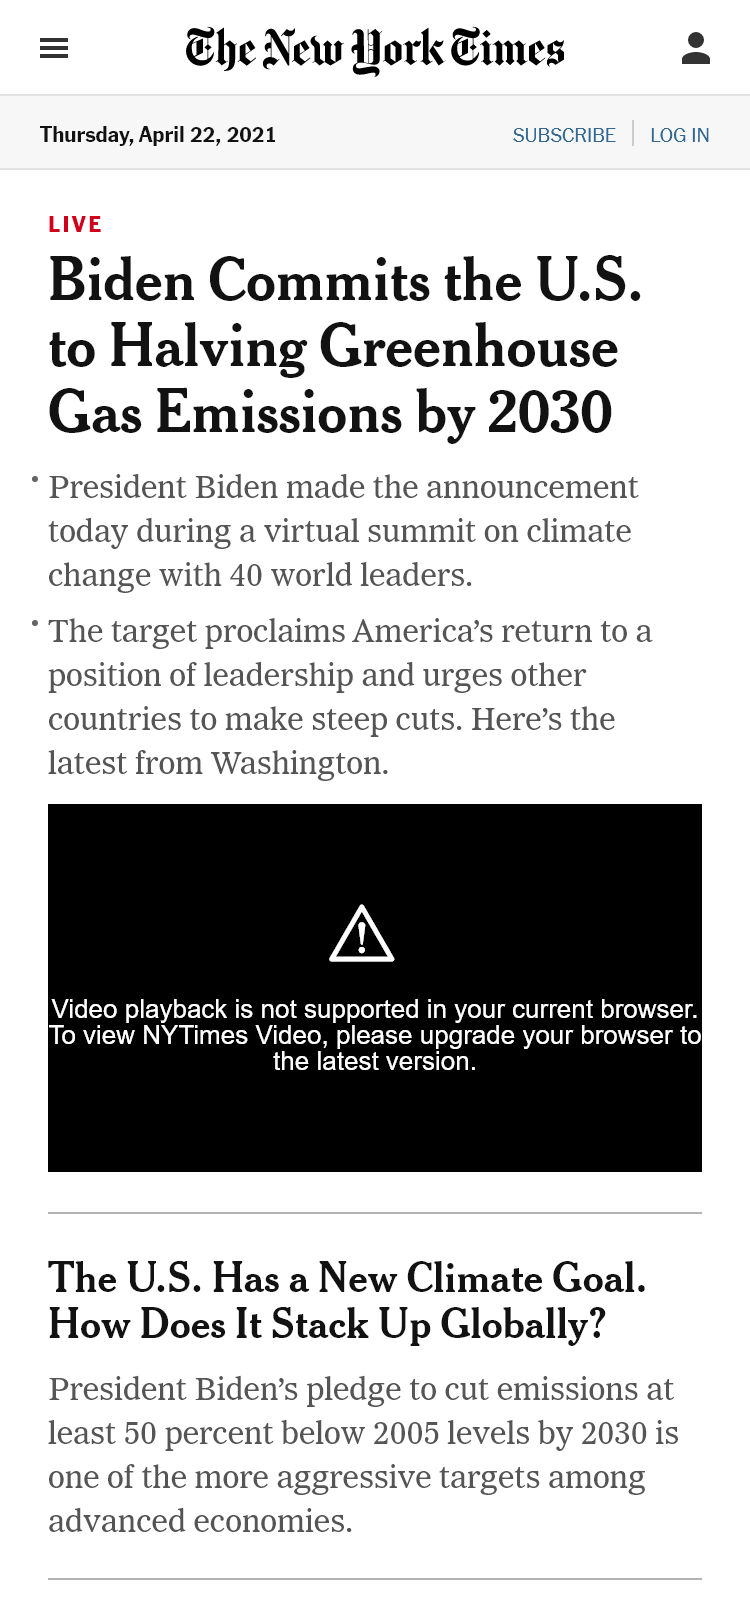 The New York Times
Thursday, April 22, 2021
SUBSCRIBE
LOG IN
LIVE
Biden Commits the U.S.
to Halving Greenhouse
Gas Emissions by 2030
• President Biden made the announcement
today during a virtual summit on climate
change with 40 world leaders.
• The target proclaims America’s return to a
position of leadership and urges other
countries to make steep cuts. Here’s the
latest from Washington.
Video playback is not supported in your current browser.
To view NYTimes Video, please upgrade your browser to
the latest version.
The U.S. Has a New Climate Goal.
How Does It Stack Up Globally?
President Biden’s pledge to cut emissions at
least 50 percent below 2005 levels by 2030 is
one of the more aggressive targets among
advanced economies.